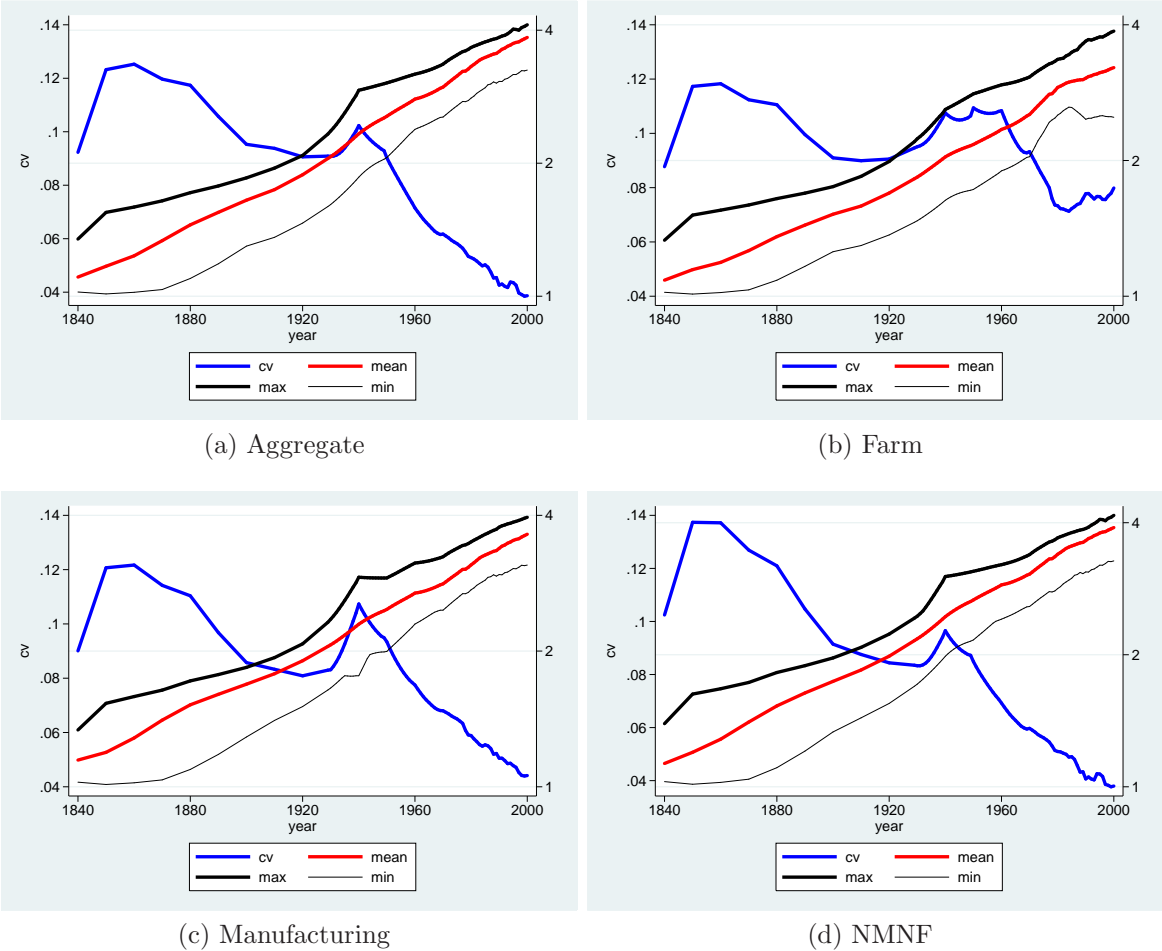 .14
.12
.1
.08
.06
.04
cv
4
2
1
1840 1880 1920 1960 2000
year
cv mean
max min
(a) Aggregate
.14
.12
.1
.08
.06
.04
cv
4
2
1
1840 1880 1920 1960 2000
year
cv mean
max min
(b) Farm
.14
.12
.1
.08
.06
.04
cv
4
2
1
1840 1880 1920 1960 2000
year
cv mean
max min
(c) Manufacturing
.14
.12
.1
.08
.06
.04
cv
4
2
1
1840 1880 1920 1960 2000
year
cv mean
max min
(d) NMNF